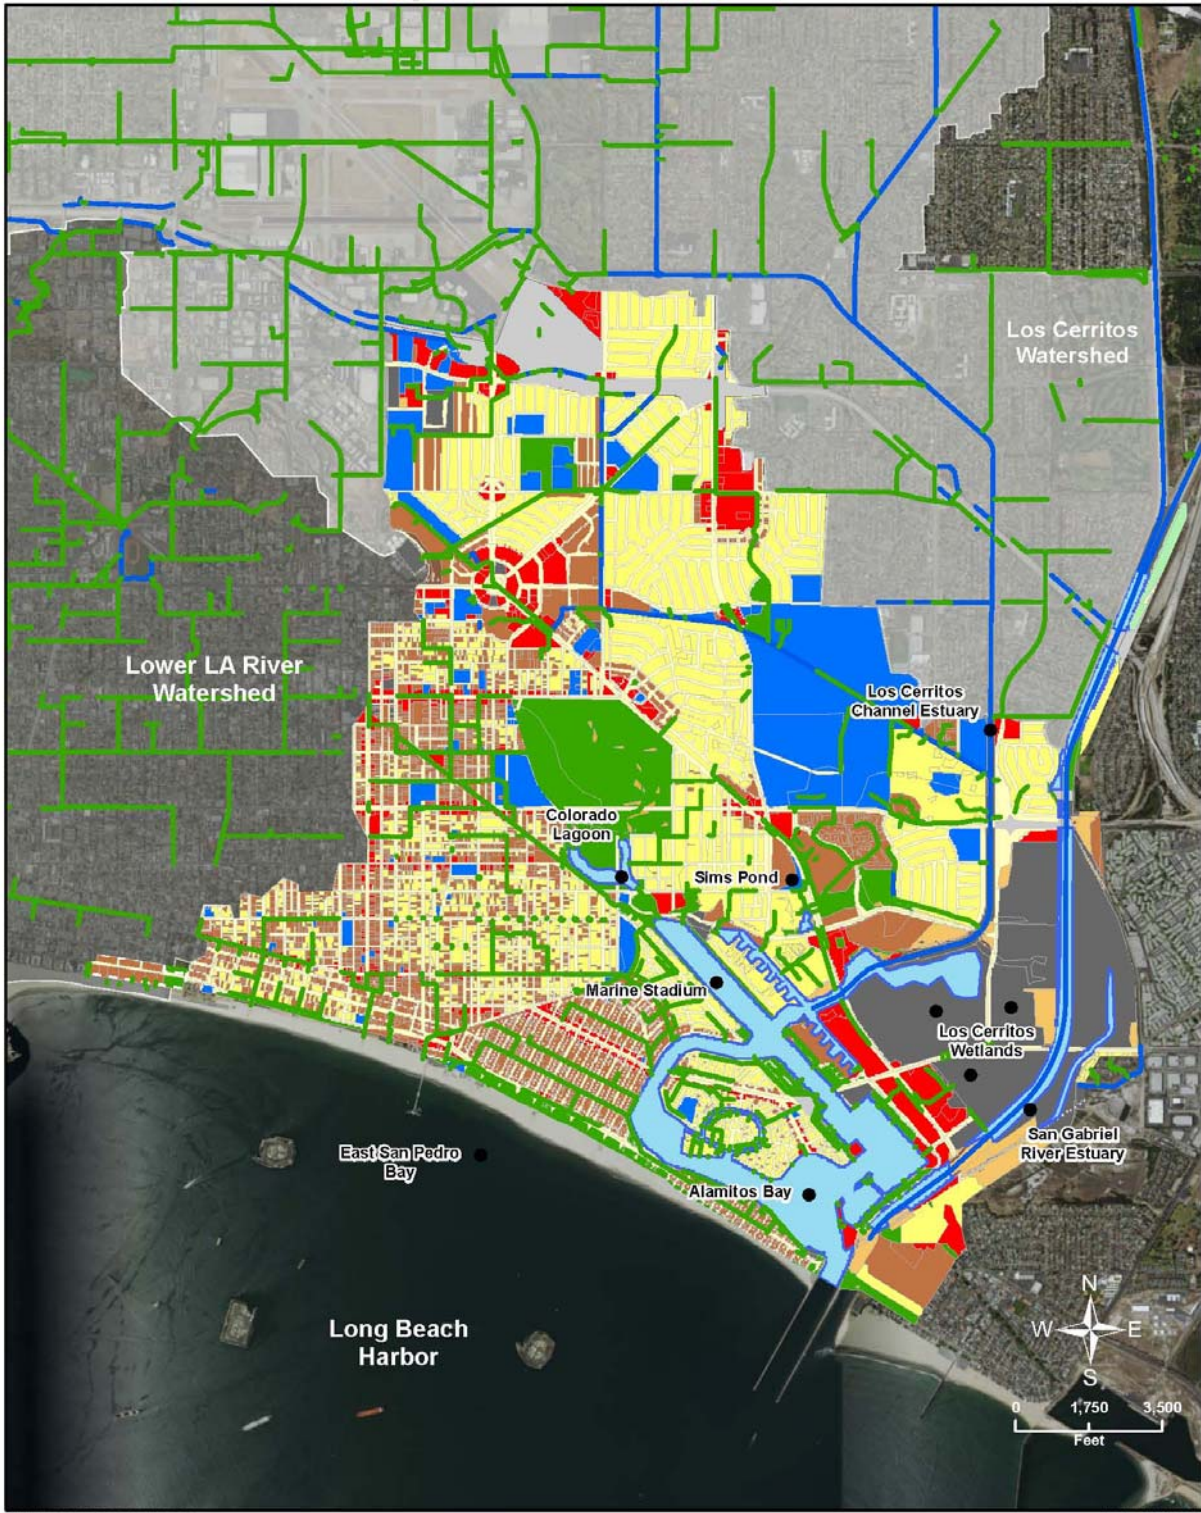 Los Cerritos
Watershed
Lower LA River
Watershed
Los Cerritos
Channel Estuary
Colorado
Lagoon
Sims Pond
Marine Stadium
Los Cerritos
Wetlands
San Gabriel
River Estuary
East San Pedro
Bay
Alamitos Bay
Long Beach
Harbor
N
W E
S
0 1,750 3,500
Feet